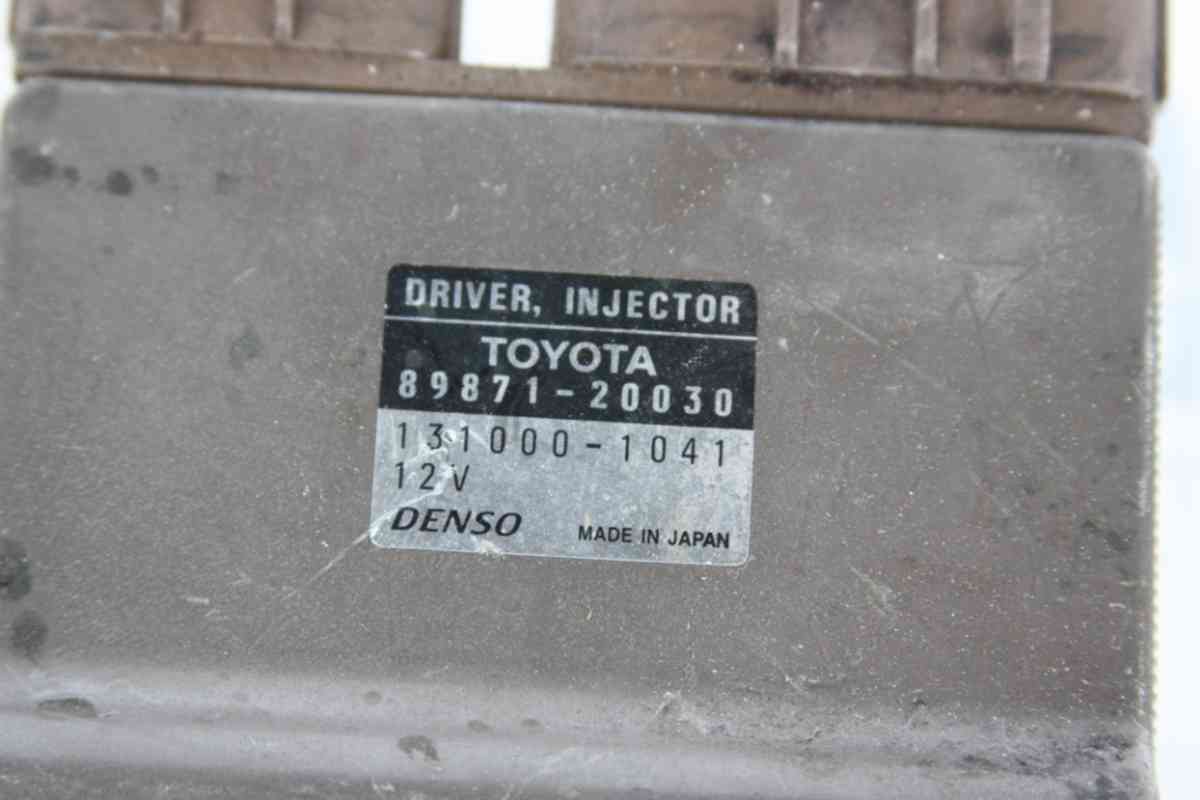 DRIVER, INJECTOR
TOYOTA
89871-20030
131000-1041
12V
DENSO MADE IN JAPAN